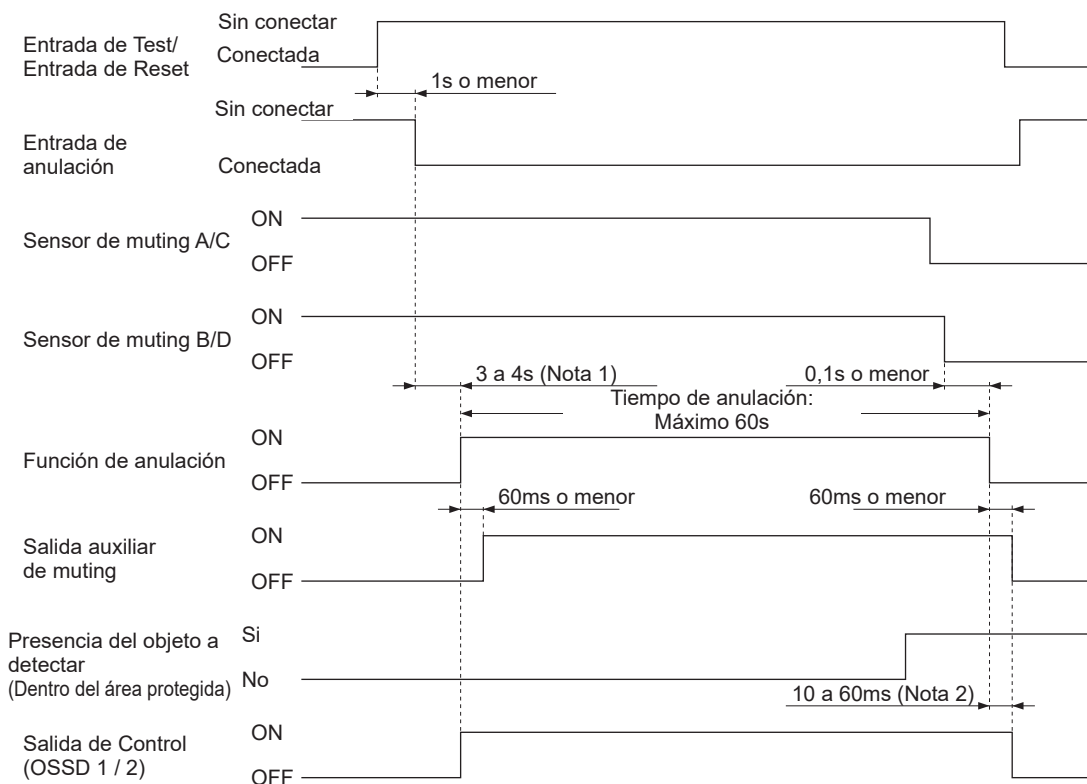 Sin conectar
Entrada de Test/
Entrada de Reset
Conectada
1s o menor
Sin conectar
Entrada de
anulación
Conectada
ON
Sensor de muting A/C
OFF
ON
Sensor de muting B/D
OFF
3 a 4s (Nota 1)
0,1s o menor
Tiempo de anulación:
Máximo 60s
ON
Función de anulación
OFF
60ms o menor
60ms o menor
ON
Salida auxiliar
de muting
OFF
Presencia del objeto a
detectar
(Dentro del área protegida)
Si
No
10 a 60ms (Nota 2)
ON
Salida de Control
(OSSD 1 / 2)
OFF